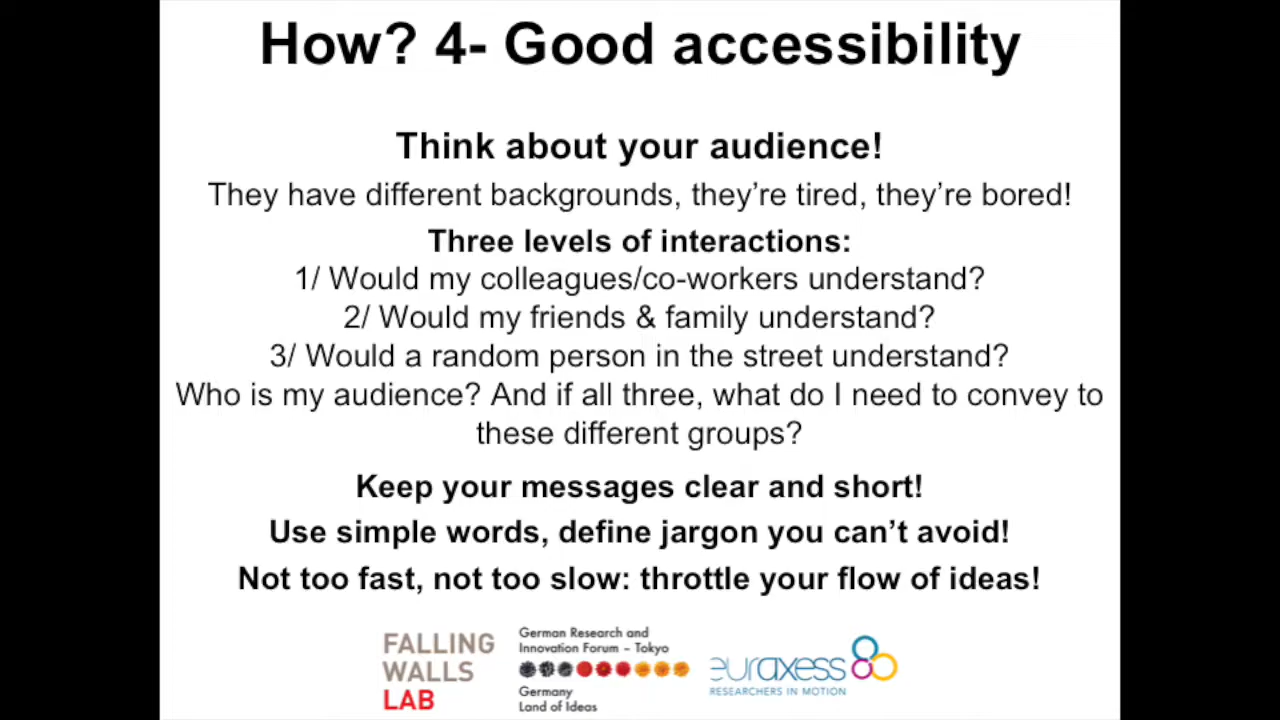 How? 4- Good accessibility
Think about your audience!
They have different backgrounds, they’re tired, they’re bored!
Three levels of interactions:
1/ Would my colleagues/co-workers understand?
2/ Would my friends & family understand?
3/ Would a random person in the street understand?
Who is my audience? And if all three, what do I need to convey to
these different groups?
Keep your messages clear and short!
Use simple words, define jargon you can’t avoid!
Not too fast, not too slow: throttle your flow of ideas!
FALLING
WALLS
LAB
German Research and
Innovation Forum – Tokyo
Germany
Land of Ideas
euraxess
RESEARCHERS IN MOTION